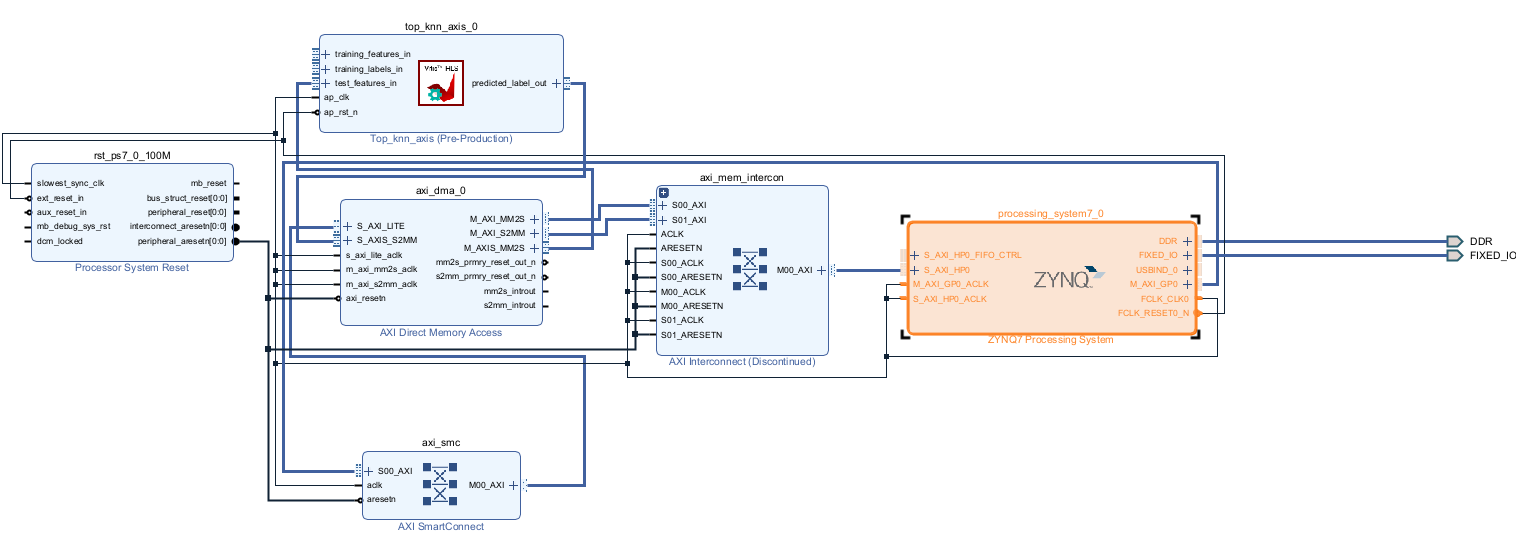 top_knn_axis_0
training_features_in
training_labels_in
test_features_in
ap_clk
ap_rst_n
Vitis™ HLS
predicted_label_out
Top_knn_axis (Pre-Production)
rst_ps7_0_100M
slowest_sync_clk
ext_reset_in
aux_reset_in
mb_debug_sys_rst
dcm_locked
mb_reset
bus_struct_reset[0:0]
peripheral_reset[0:0]
interconnect_aresetn[0:0]
peripheral_aresetn[0:0]
Processor System Reset
axi_dma_0
S_AXI_LITE
S_AXIS_S2MM
s_axi_lite_aclk
m_axi_mm2s_aclk
m_axi_s2mm_aclk
axi_resetn
M_AXI_MM2S
M_AXI_S2MM
M_AXIS_MM2S
mm2s_prmry_reset_out_n
s2mm_prmry_reset_out_n
mm2s_introut
s2mm_introut
AXI Direct Memory Access
axi_mem_intercon
S00_AXI
S01_AXI
ACLK
ARESETN
S00_ACLK
S00_ARESETN
M00_ACLK
M00_ARESETN
S01_ACLK
S01_ARESETN
M00_AXI
AXI Interconnect (Discontinued)
processing_system7_0
S_AXI_HP0_FIFO_CTRL
S_AXI_HP0
M_AXI_GP0_ACLK
S_AXI_HP0_ACLK
ZYNQ
DDR
FIXED_IO
USBIND_0
M_AXI_GP0
FCLK_CLK0
FCLK_RESET0_N
ZYNQ7 Processing System
DDR
FIXED_IO
axi_smc
S00_AXI
aclk
aresetn
M00_AXI
AXI SmartConnect